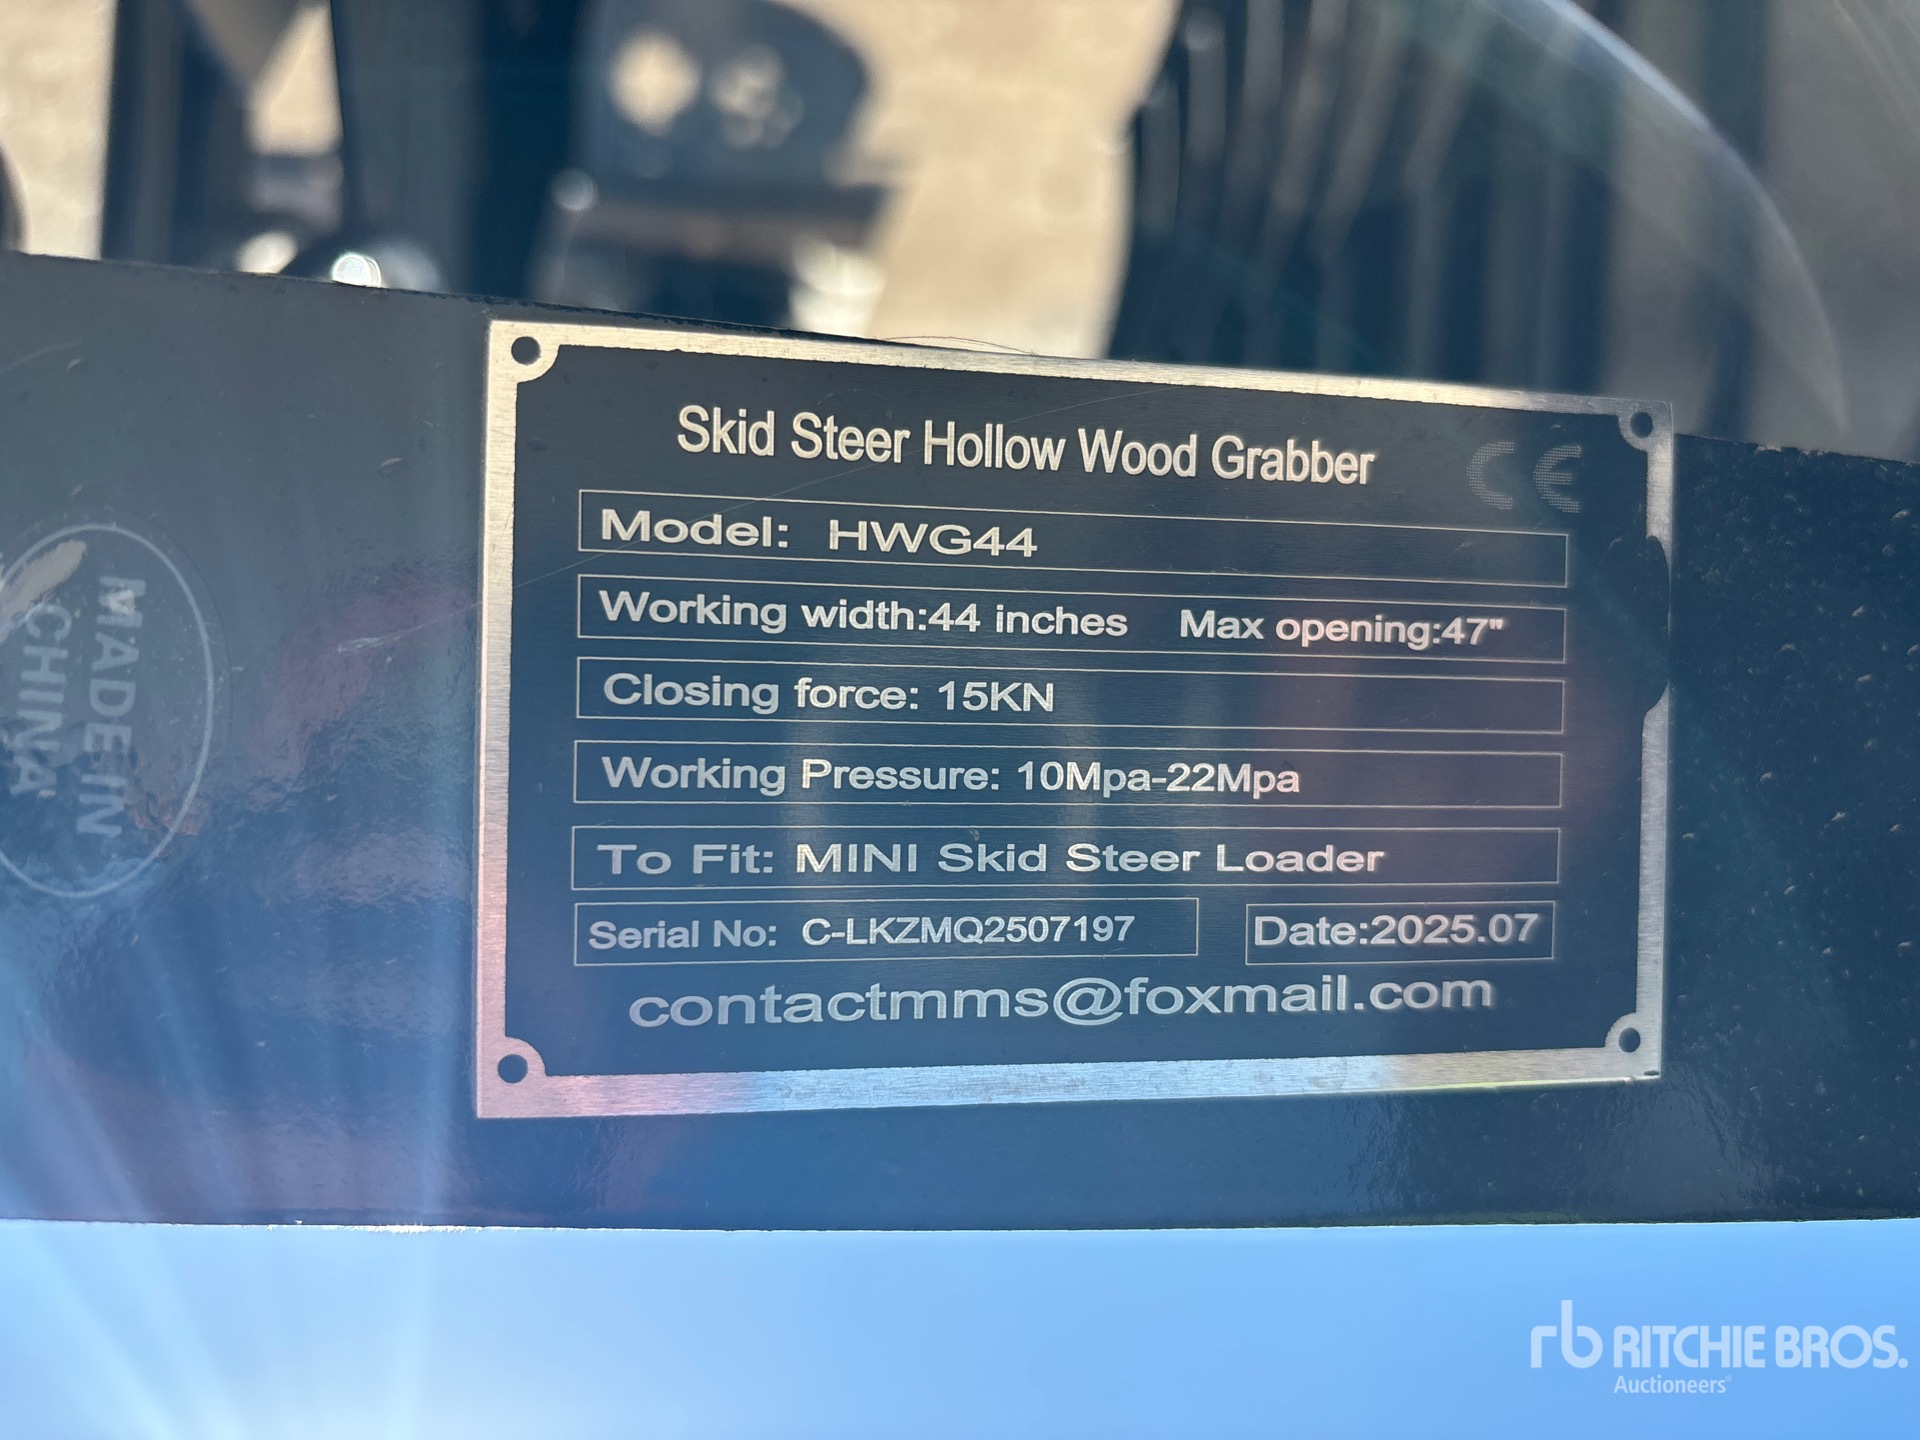 Skid Steer Hollow Wood Grabber
CE
Model: HWG44
Working width:44 inches Max opening:47"
Closing force: 15KN
Working Pressure: 10Mpa-22Mpa
To Fit: MINI Skid Steer Loader
Serial No: C-LKZMQ2507197 Date:2025.07
contactmms@foxmail.com
MADE IN
CHINA
rb RITCHIE BROS.
Auctioneers®